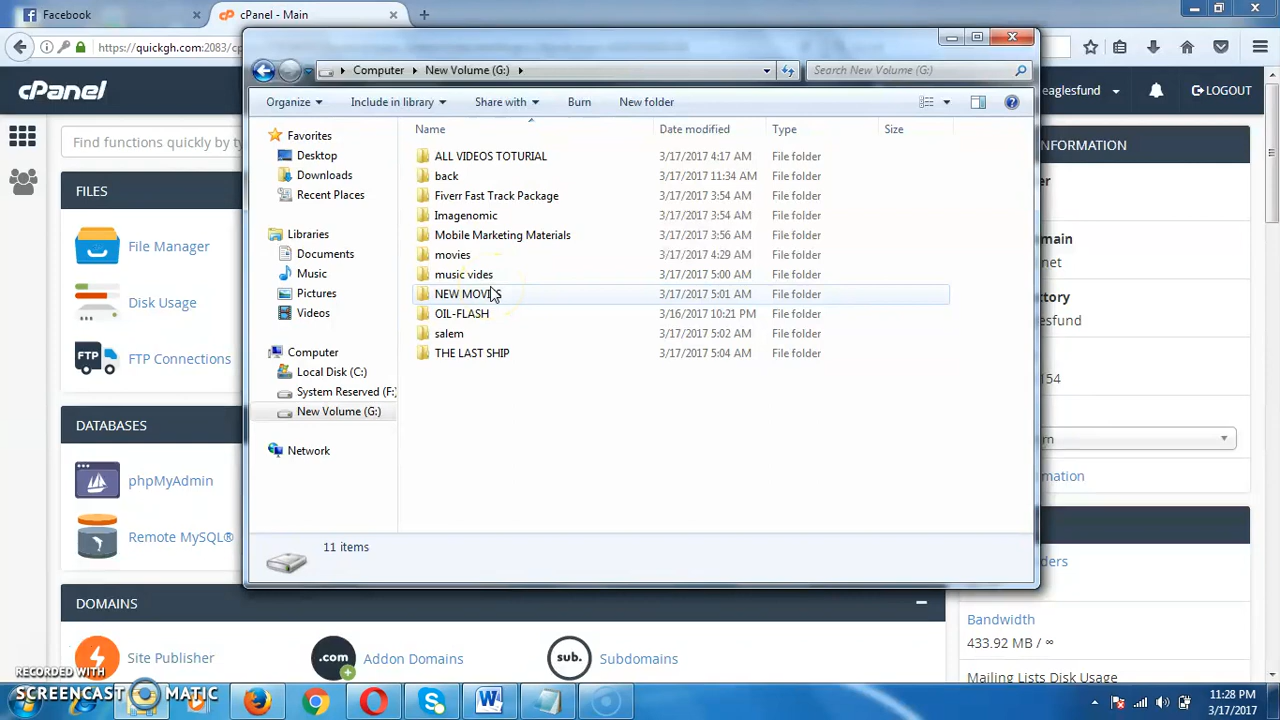 Facebook
cPanel - Main
https://quickgh.com:2083/cp
cPanel
eaglesfund
LOGOUT
Find functions quickly by ty
FILES
File Manager
Disk Usage
FTP Connections
DATABASES
phpMyAdmin
Remote MySQL®
DOMAINS
Site Publisher
Addon Domains
Subdomains
INFORMATION
er
main
net
ctory
esfund
154
m
mation
ders
Bandwidth
433.92 MB / ∞
Mailing Lists Disk Usage
Computer
New Volume (G:)
Search New Volume (G:)
Organize
Include in library
Share with
Burn
New folder
Favorites
Desktop
Downloads
Recent Places
Libraries
Documents
Music
Pictures
Videos
Computer
Local Disk (C:)
System Reserved (F:)
New Volume (G:)
Network
Name Date modified Type Size
ALL VIDEOS TOTURIAL 3/17/2017 4:17 AM File folder
back 3/17/2017 11:34 AM File folder
Fiverr Fast Track Package 3/17/2017 3:54 AM File folder
Imagenomic 3/17/2017 3:54 AM File folder
Mobile Marketing Materials 3/17/2017 3:56 AM File folder
movies 3/17/2017 4:29 AM File folder
music vides 3/17/2017 5:00 AM File folder
NEW MOVIES 3/17/2017 5:01 AM File folder
OIL-FLASH 3/16/2017 10:21 PM File folder
salem 3/17/2017 5:02 AM File folder
THE LAST SHIP 3/17/2017 5:04 AM File folder
11 items
RECORDED WITH
SCREENCAST MATIC
11:28 PM
3/17/2017